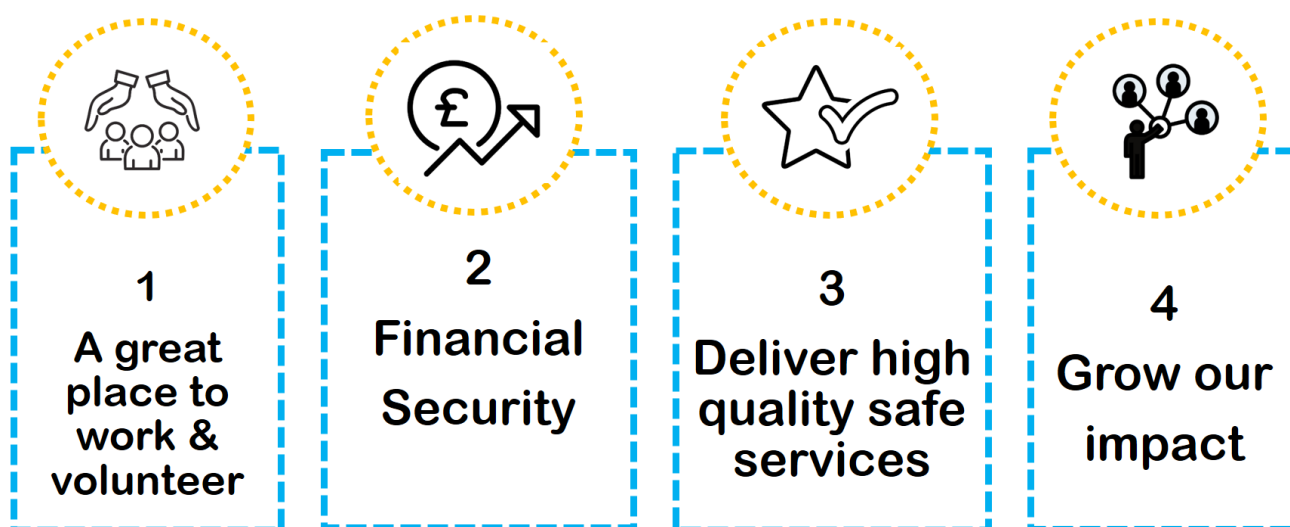 £
1
A great
place to
work &
volunteer
2
Financial
Security
3
Deliver high
quality safe
services
4
Grow our
impact